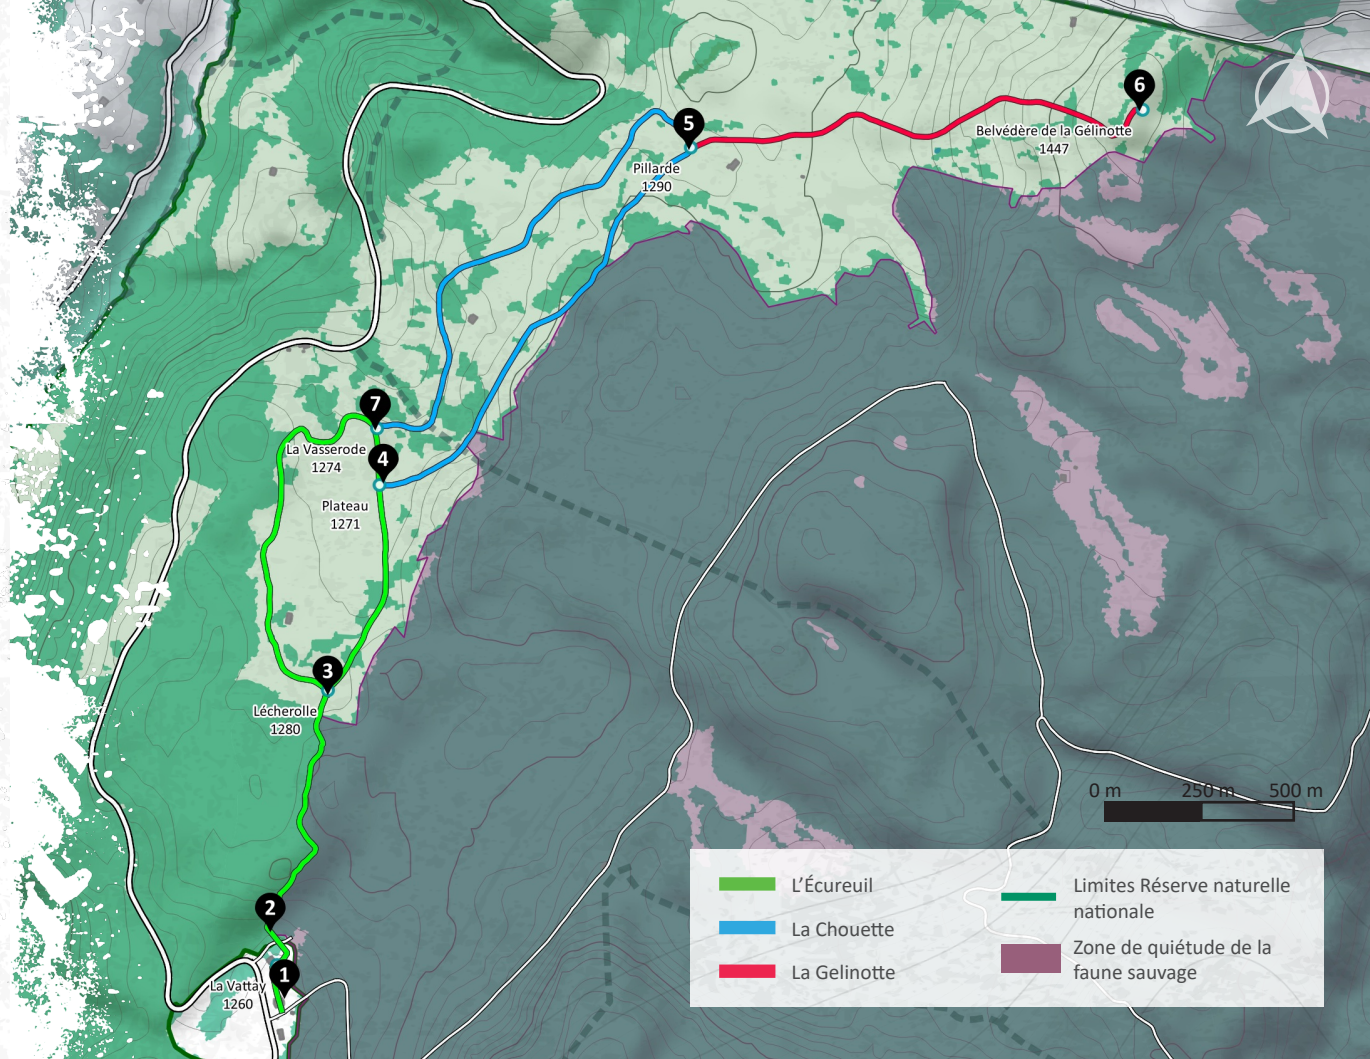 6
5
Belvédère de la Gélinotte
1447
Pillarde
1290
7
La Vasserode
1274
4
Plateau
1271
3
Lécherolle
1280
2
1
La Vattay
1260
0 m 250 m 500 m
L'Écureuil
La Chouette
La Gelinotte
Limites Réserve naturelle
nationale
Zone de quiétude de la
faune sauvage